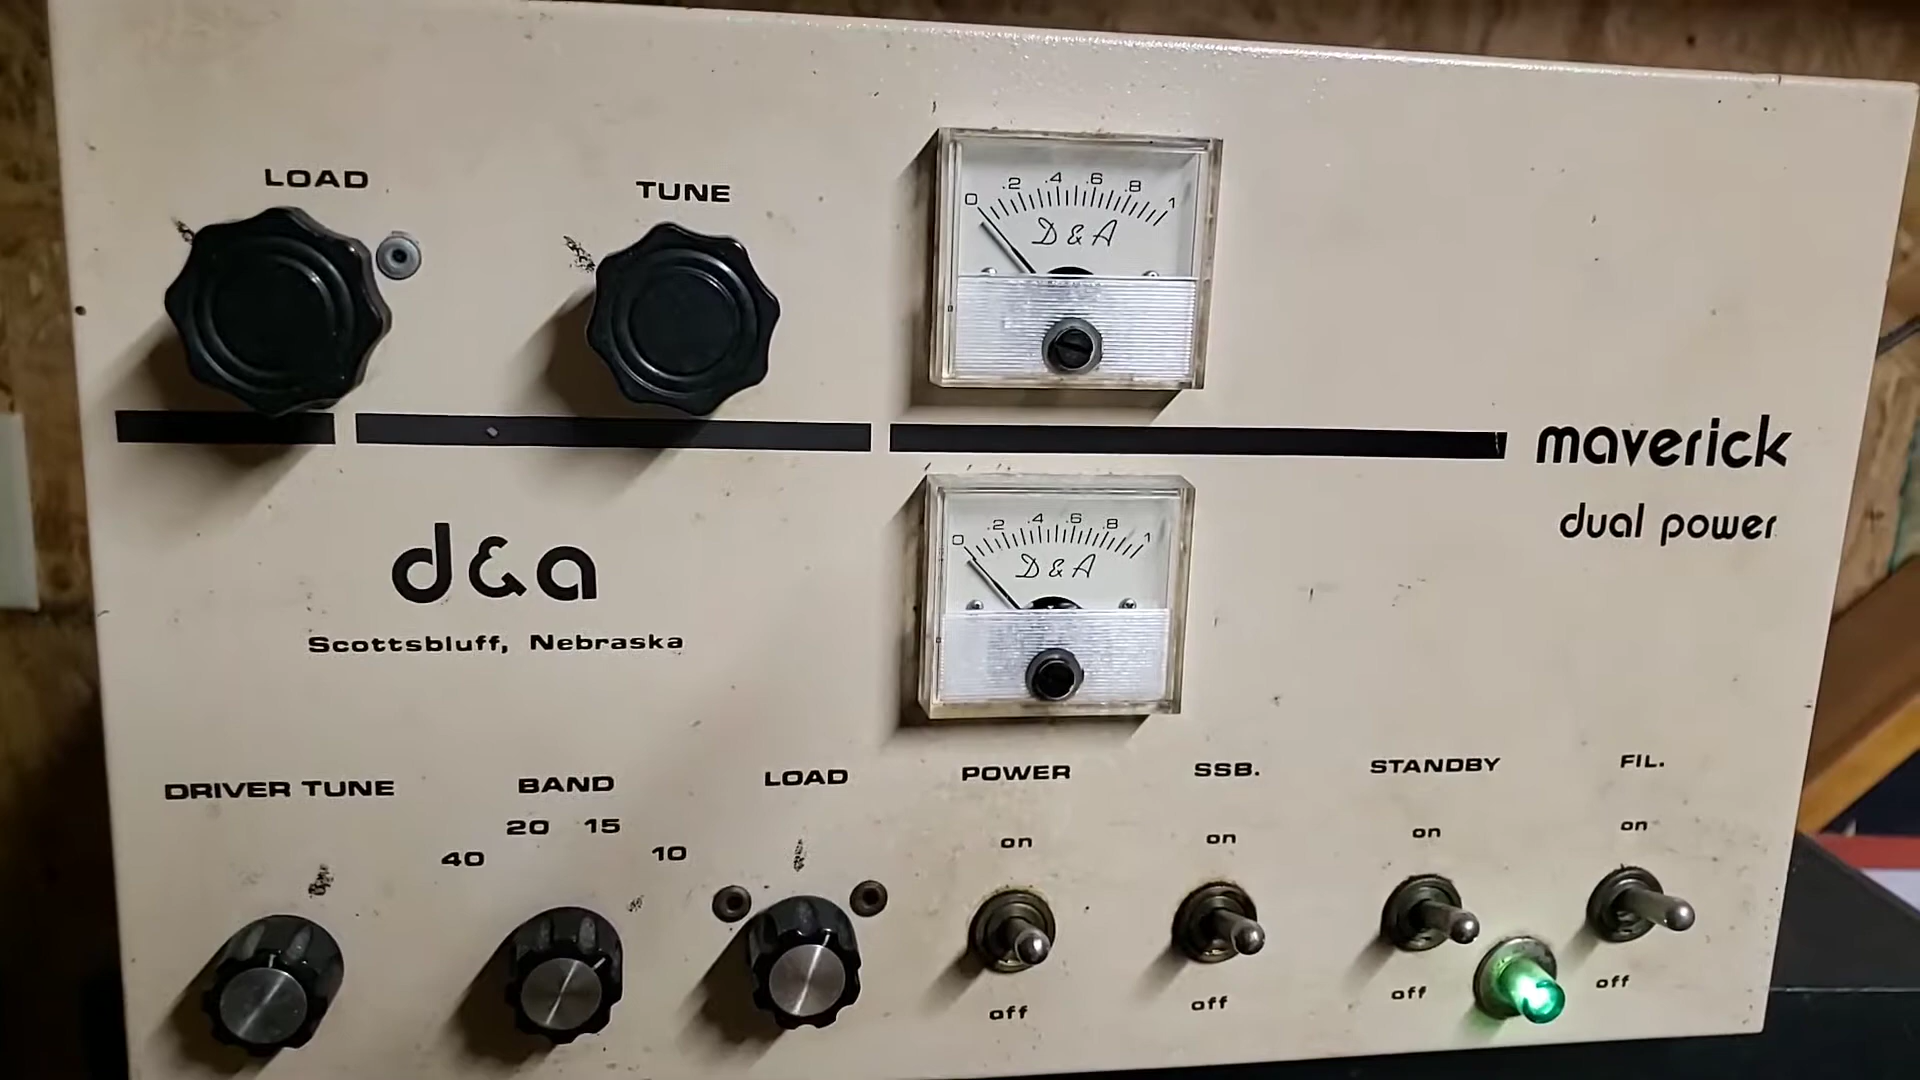 LOAD
TUNE
0 .2 .4 .6 .8 1
D & A
maverick
dual power
d&a
Scottsbluff, Nebraska
0 .2 .4 .6 .8 1
D & A
DRIVER TUNE
BAND
40 20 15 10
LOAD
POWER
on
off
SSB.
on
off
STANDBY
on
off
FIL.
on
off